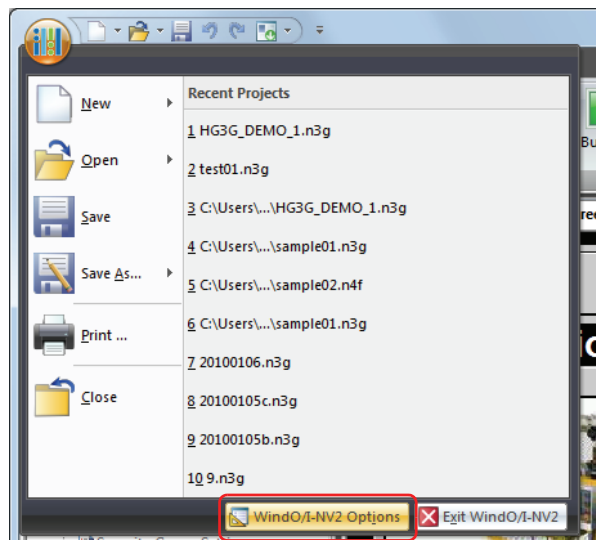 New
Open
Save
Save As...
Print ...
Close
Recent Projects
1 HG3G_DEMO_1.n3g
2 test01.n3g
3 C:\Users\...\HG3G_DEMO_1.n3g
4 C:\Users\...\sample01.n3g
5 C:\Users\...\sample02.n4f
6 C:\Users\...\sample01.n3g
7 20100106.n3g
8 20100105c.n3g
9 20100105b.n3g
10 9.n3g
WindO/I-NV2 Options
Exit WindO/I-NV2